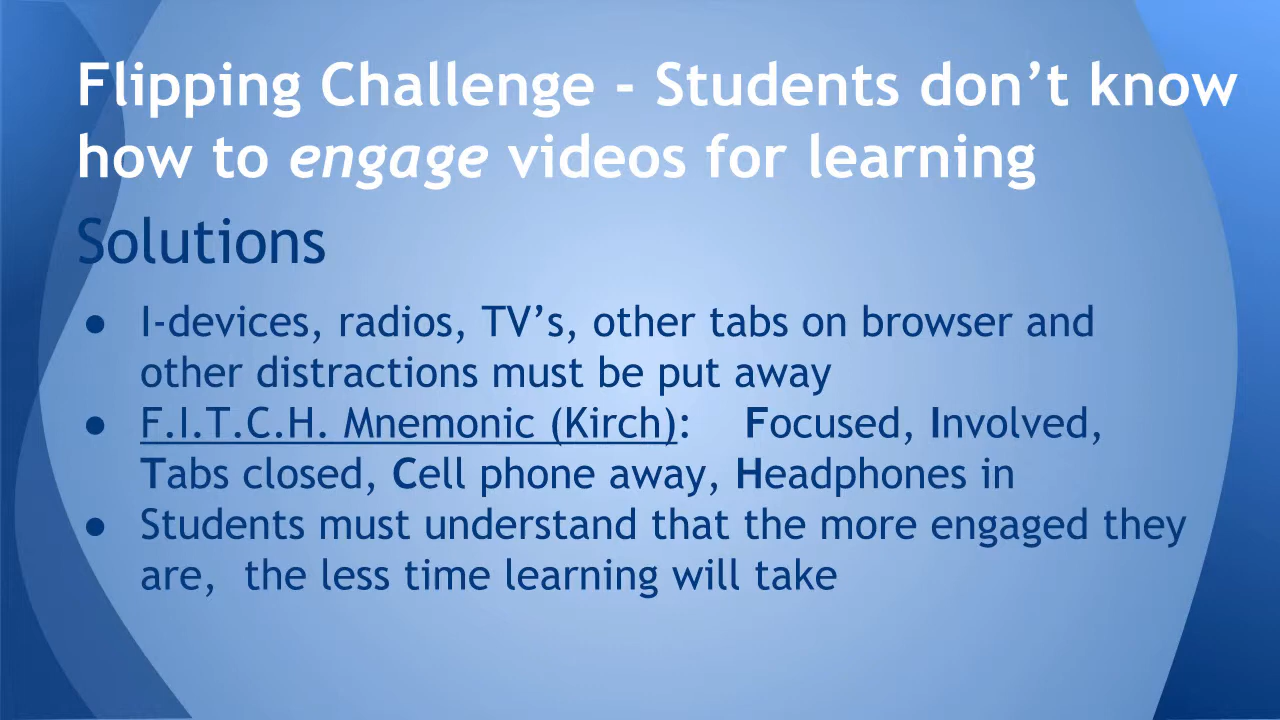 Flipping Challenge - Students don’t know
how to engage videos for learning
Solutions
● I-devices, radios, TV’s, other tabs on browser and
other distractions must be put away
● F.I.T.C.H. Mnemonic (Kirch): Focused, Involved,
Tabs closed, Cell phone away, Headphones in
● Students must understand that the more engaged they
are, the less time learning will take